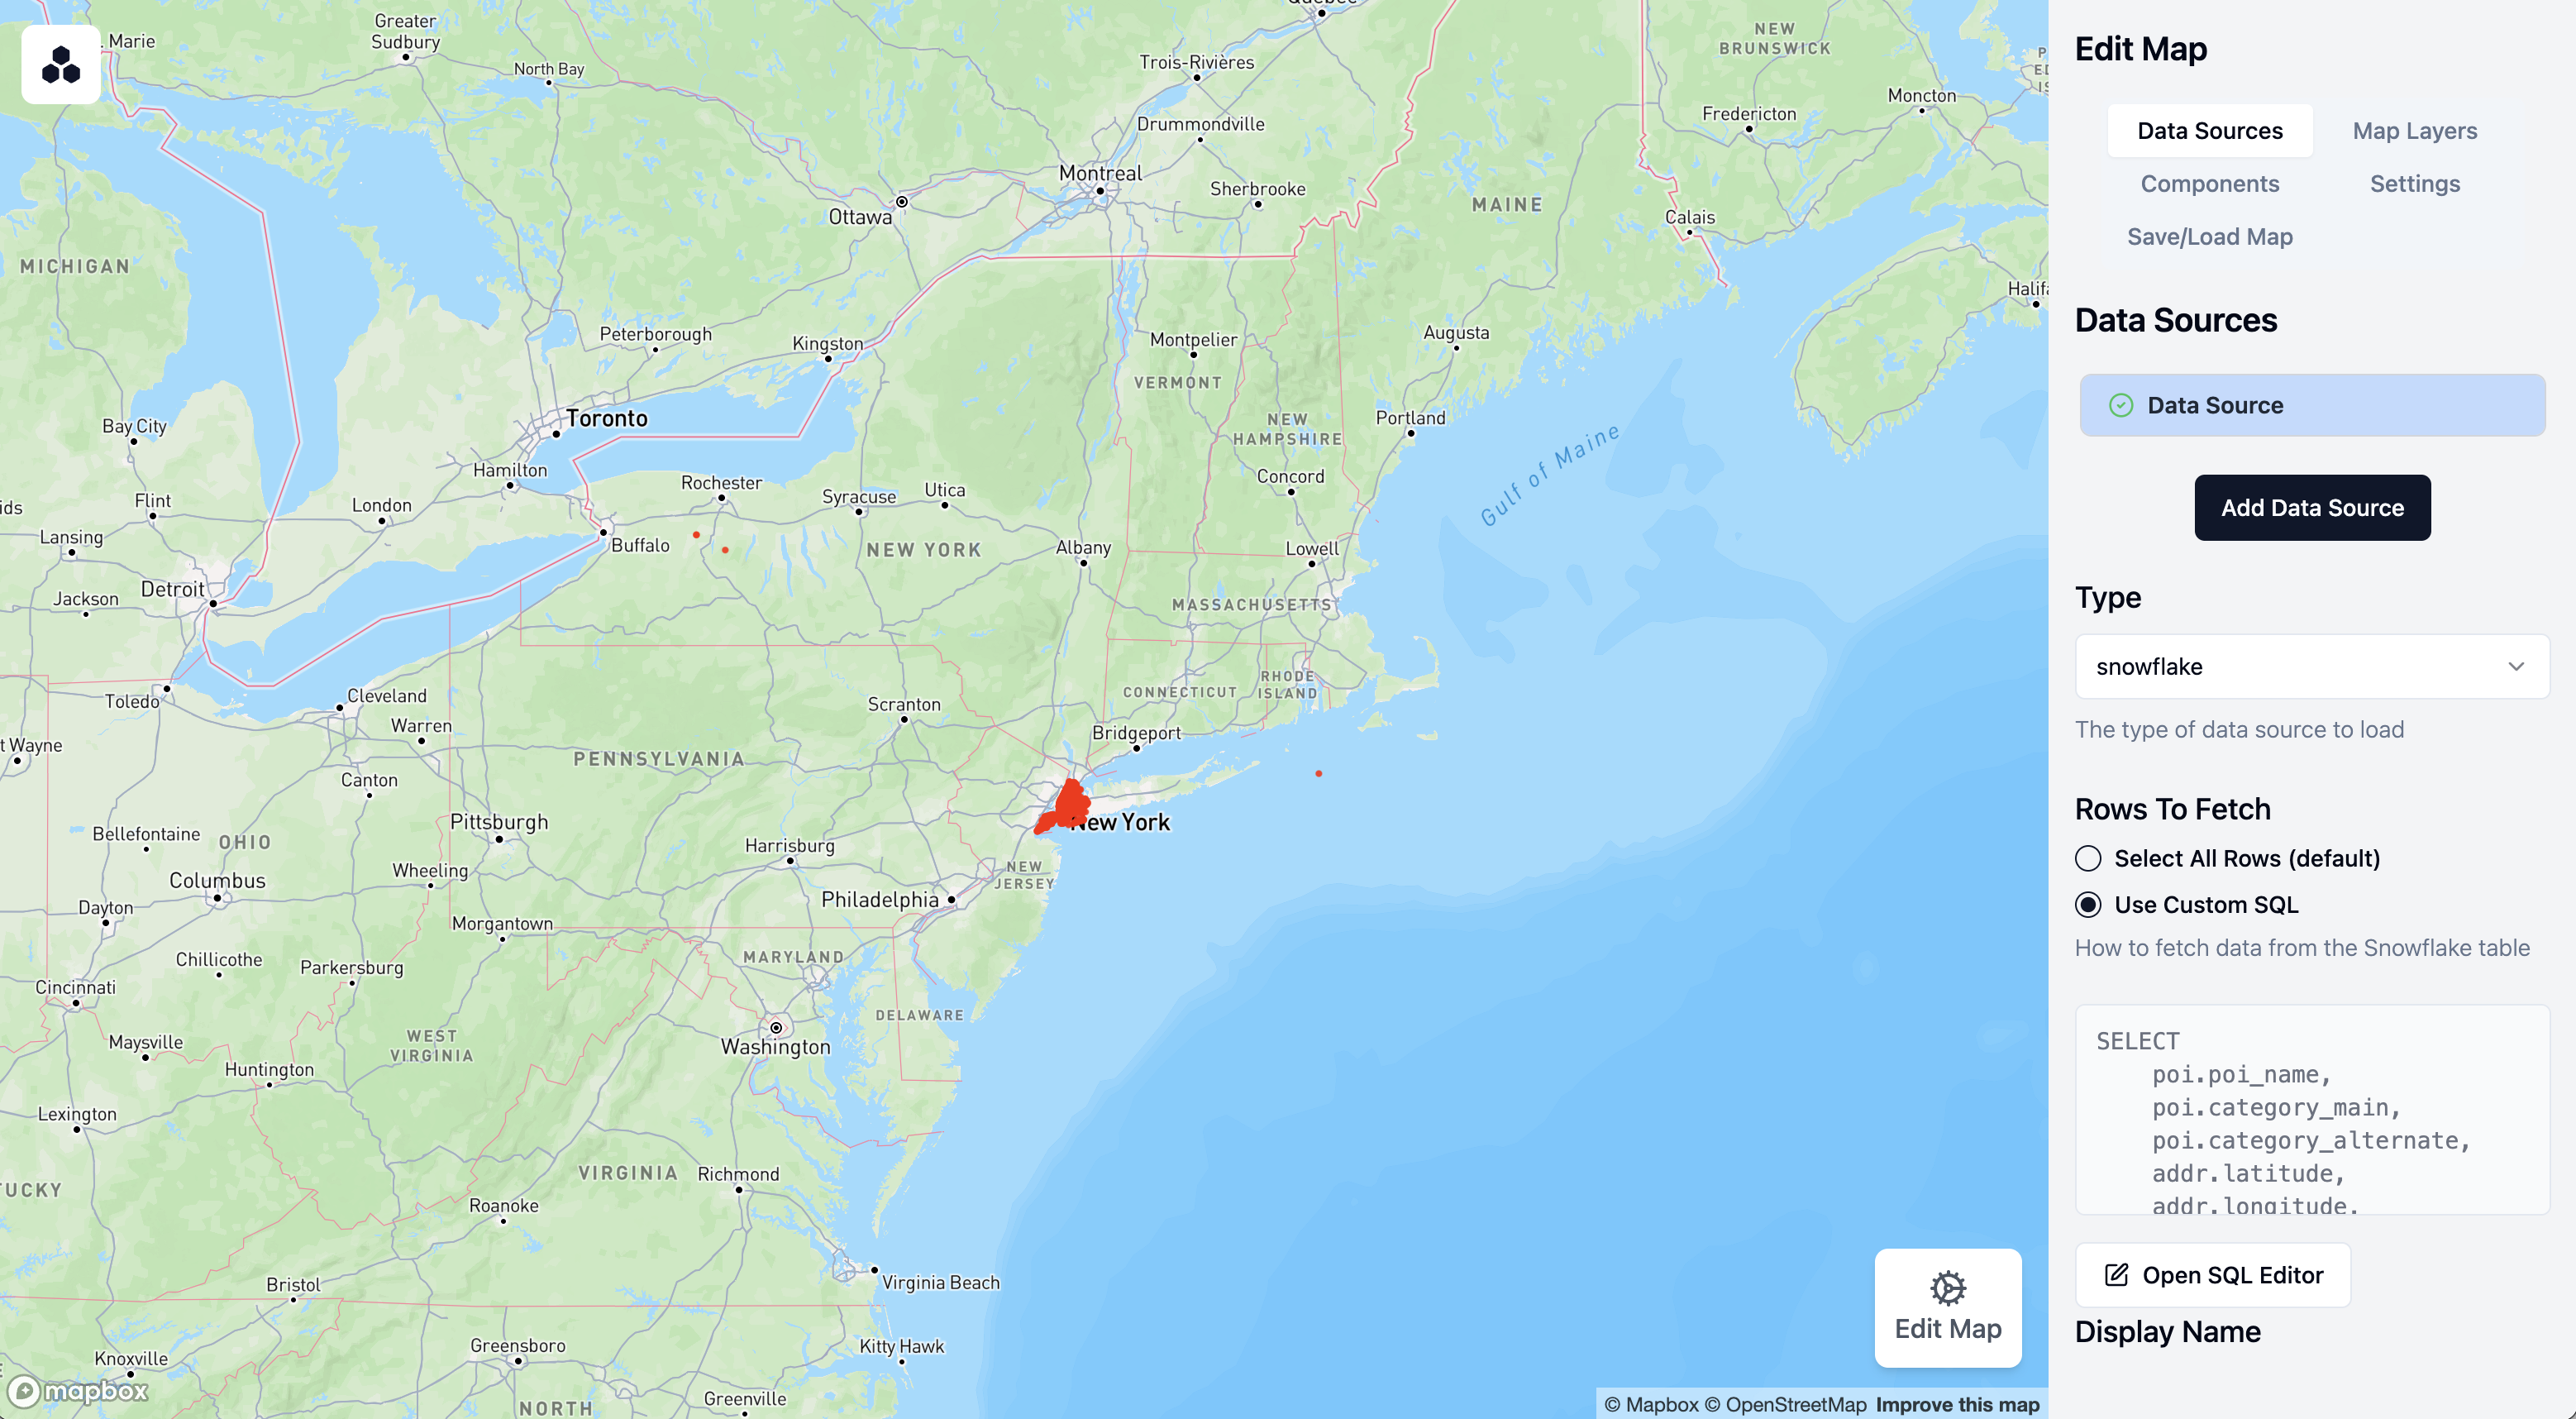 Quebec
Greater
Sudbury
Marie
North Bay
Trois-Rivières
NEW
BRUNSWICK
Moncton
Fredericton
Drummondville
Montreal
Sherbrooke
MAINE
Ottawa
Calais
MICHIGAN
Halifa
Peterborough
Kingston
Montpelier
Augusta
VERMONT
Toronto
NEW
HAMPSHIRE
Portland
Bay City
Gulf of Maine
Hamilton
Concord
Rochester
Syracuse
Utica
Flint
London
ids
Lansing
Buffalo
NEW YORK
Albany
Lowell
Detroit
Jackson
MASSACHUSETTS
RHODE
ISLAND
CONNECTICUT
Toledo
Cleveland
Scranton
Warren
Bridgeport
t Wayne
PENNSYLVANIA
Canton
New York
Pittsburgh
Bellefontaine
OHIO
Harrisburg
Wheeling
NEW
JERSEY
Columbus
Philadelphia
Dayton
Morgantown
MARYLAND
Chillicothe
Parkersburg
Cincinnati
DELAWARE
WEST
VIRGINIA
Maysville
Washington
Huntington
Lexington
VIRGINIA
Richmond
TUCKY
Roanoke
Bristol
Virginia Beach
Greensboro
Kitty Hawk
Knoxville
Greenville
NORTH
mapbox
Edit Map
© Mapbox © OpenStreetMap Improve this map
Edit Map
Data Sources
Map Layers
Components
Settings
Save/Load Map
Data Sources
Data Source
Add Data Source
Type
snowflake
The type of data source to load
Rows To Fetch
Select All Rows (default)
Use Custom SQL
How to fetch data from the Snowflake table
SELECT
poi.poi_name,
poi.category_main,
poi.category_alternate,
addr.latitude,
addr.longitude,
Open SQL Editor
Display Name